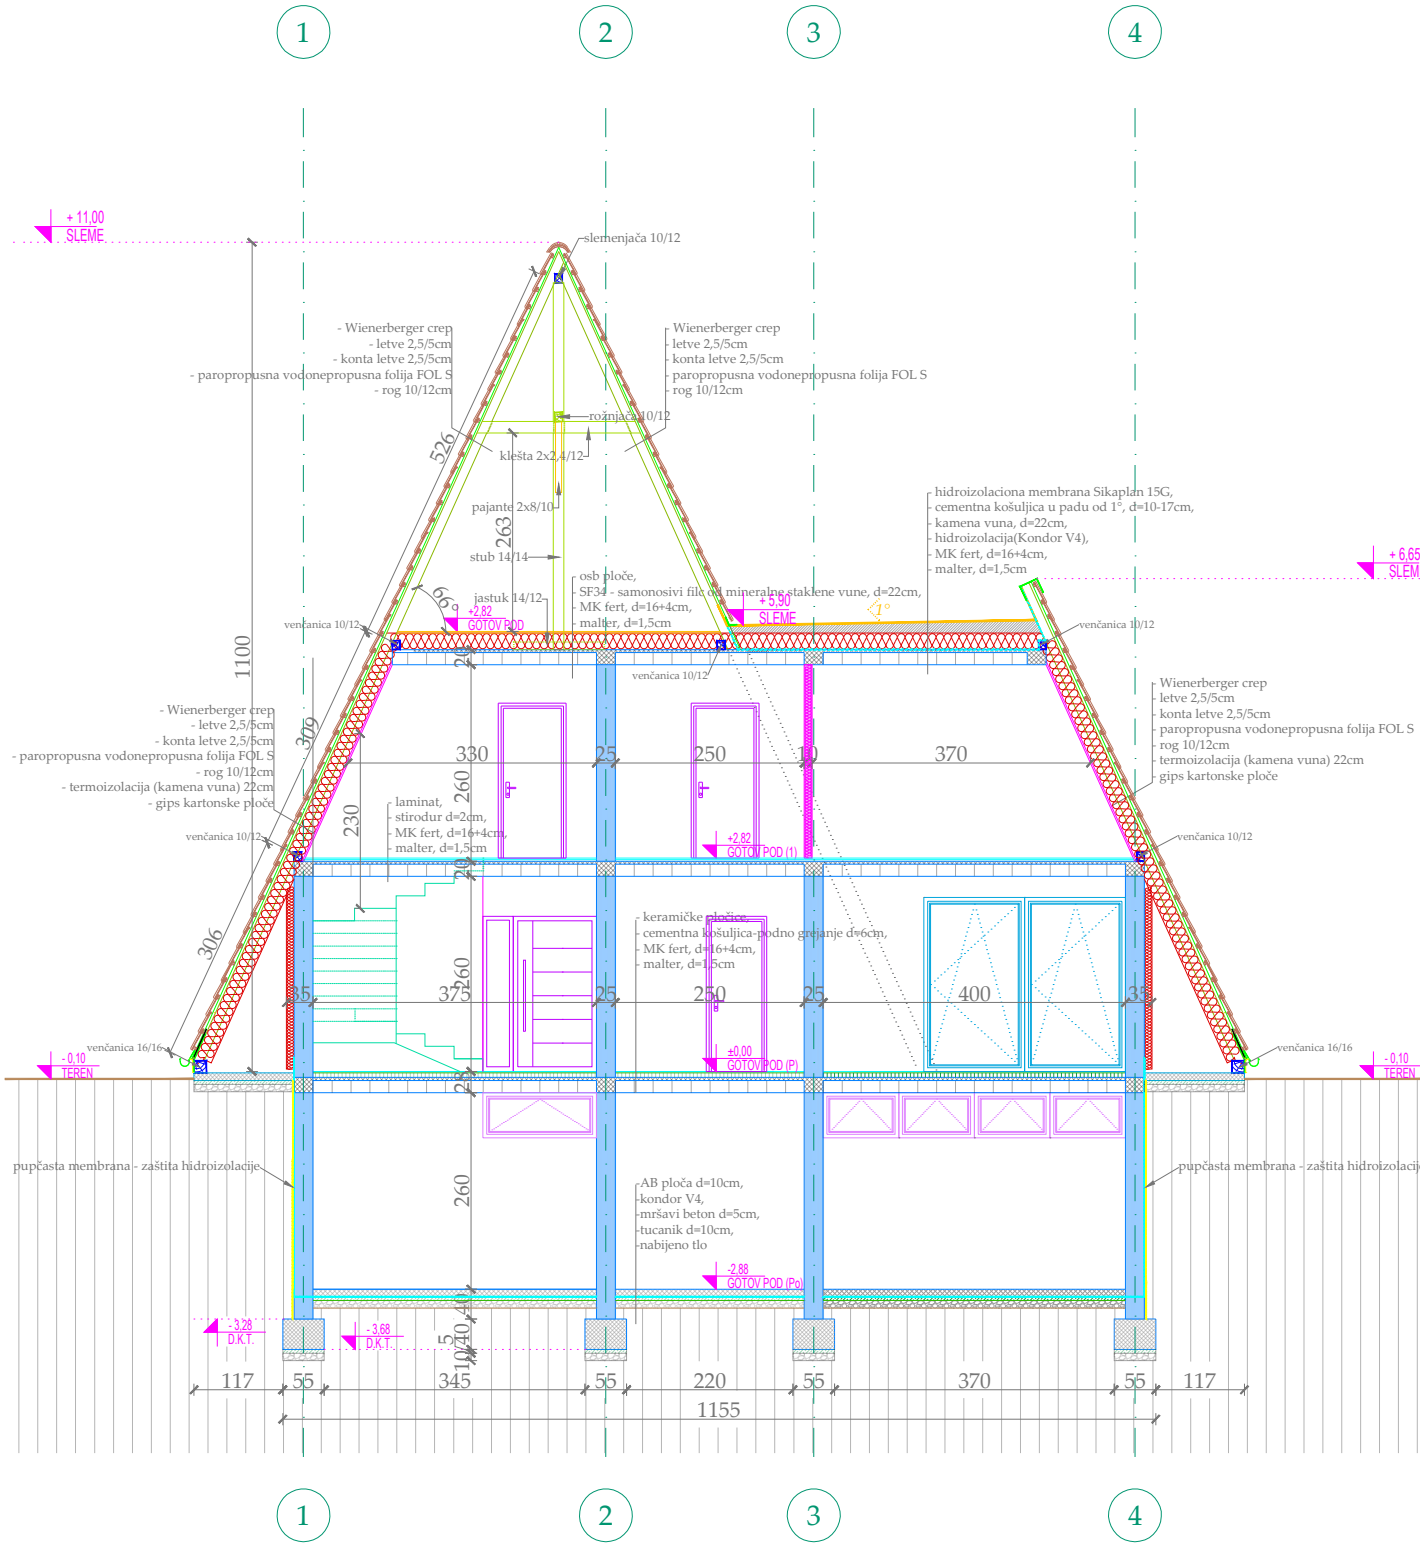 1
2
3
4
+ 11,00
SLEME
slemenjača 10/12
- Wienerberger crep
- letve 2,5/5cm
- konta letve 2,5/5cm
- paropropusna vodonepropusna folija FOL S
- rog 10/12cm
- Wienerberger crep
- letve 2,5/5cm
- konta letve 2,5/5cm
- paropropusna vodonepropusna folija FOL S
- rog 10/12cm
rožnjača 10/12
526
klešta 2x2,4/12
pajante 2x8/10
263
stub 14/14
jastuk 14/12
66°
- hidroizolaciona membrana Sikaplan 15G,
- cementna košuljica u padu od 1°, d=10-17cm,
- kamena vuna, d=22cm,
- hidroizolacija(Kondor V4),
- MK fert, d=16+4cm,
- malter, d=1,5cm
+ 6,65
- osb ploče,
- SF34 - samonosivi filc od mineralne staklene vune, d=22cm,
- MK fert, d=16+4cm,
- malter, d=1,5cm
+ 5,90
SLEME
1°
+2,82
GOTOV POD
venčanica 10/12
venčanica 10/12
venčanica 10/12
20
1100
309
- Wienerberger crep
- letve 2,5/5cm
- konta letve 2,5/5cm
- paropropusna vodonepropusna folija FOL S
- rog 10/12cm
- termoizolacija (kamena vuna) 22cm
- gips kartonske ploče
- Wienerberger crep
- letve 2,5/5cm
- konta letve 2,5/5cm
- paropropusna vodonepropusna folija FOL S
- rog 10/12cm
- termoizolacija (kamena vuna) 22cm
- gips kartonske ploče
330
25
250
10
370
260
230
- laminat,
- stirodur d=2cm,
- MK fert, d=16+4cm,
- malter, d=1,5cm
venčanica 10/12
venčanica 10/12
+2,82
GOTOV POD (1)
20
306
- keramičke pločice,
- cementna košuljica-podno grejanje d=6cm,
- MK fert, d=16+4cm,
- malter, d=1,5cm
260
35
375
25
250
25
400
35
venčanica 16/16
venčanica 16/16
- 0,10
TEREN
±0,00
GOTOV POD (P)
- 0,10
TEREN
28
pupčasta membrana - zaštita hidroizolacije
260
-AB ploča d=10cm,
-kondor V4,
-mršavi beton d=5cm,
-tucanik d=10cm,
-nabijeno tlo
-2.88
GOTOV POD (Po)
40
- 3,28
D.K.T.
- 3,68
D.K.T.
5
10/40
117
55
345
55
220
55
370
55
117
1155
1
2
3
4